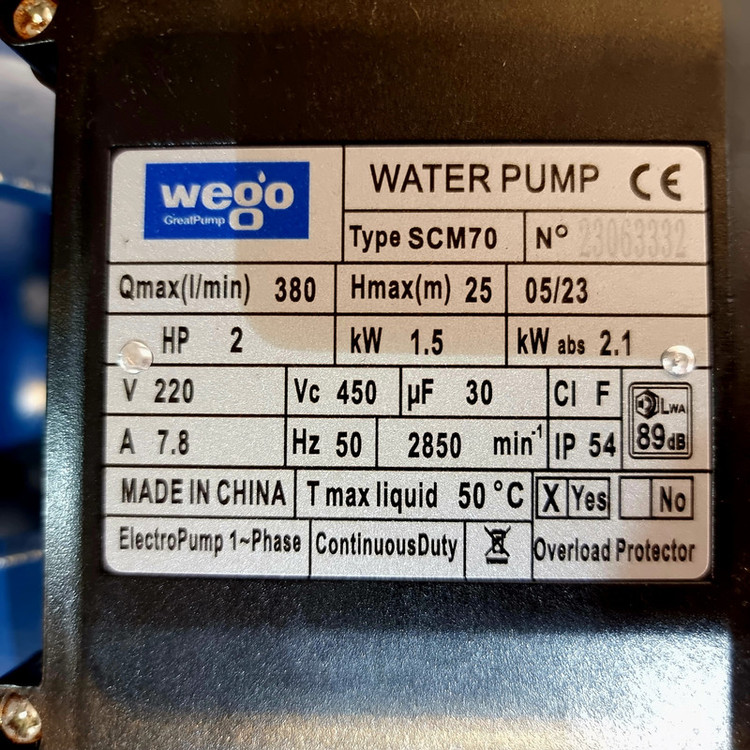 wego
GreatPump
WATER PUMP CE
Type SCM70 N° 23063332
Qmax(l/min) 380 Hmax(m) 25 05/23
HP 2 kW 1.5 kW abs 2.1
V 220 Vc 450 µF 30 Cl F LWA
A 7.8 Hz 50 2850 min-1 IP 54 89dB
MADE IN CHINA T max liquid 50°C X Yes No
ElectroPump 1~Phase ContinuousDuty Overload Protector